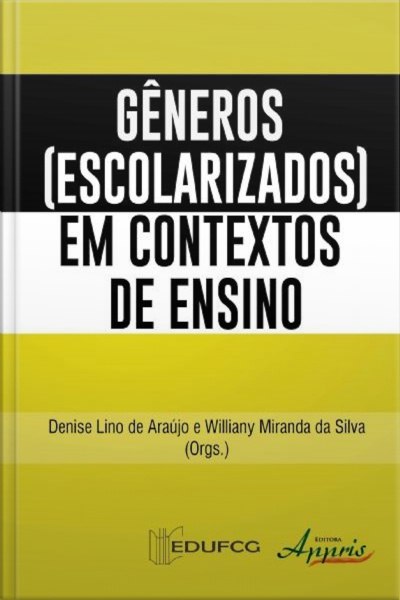 GÊNEROS
(ESCOLARIZADOS)
EM CONTEXTOS
DE ENSINO
Denise Lino de Araújo e Williany Miranda da Silva
(Orgs.)
EDUFCG
EDITORA
Appris